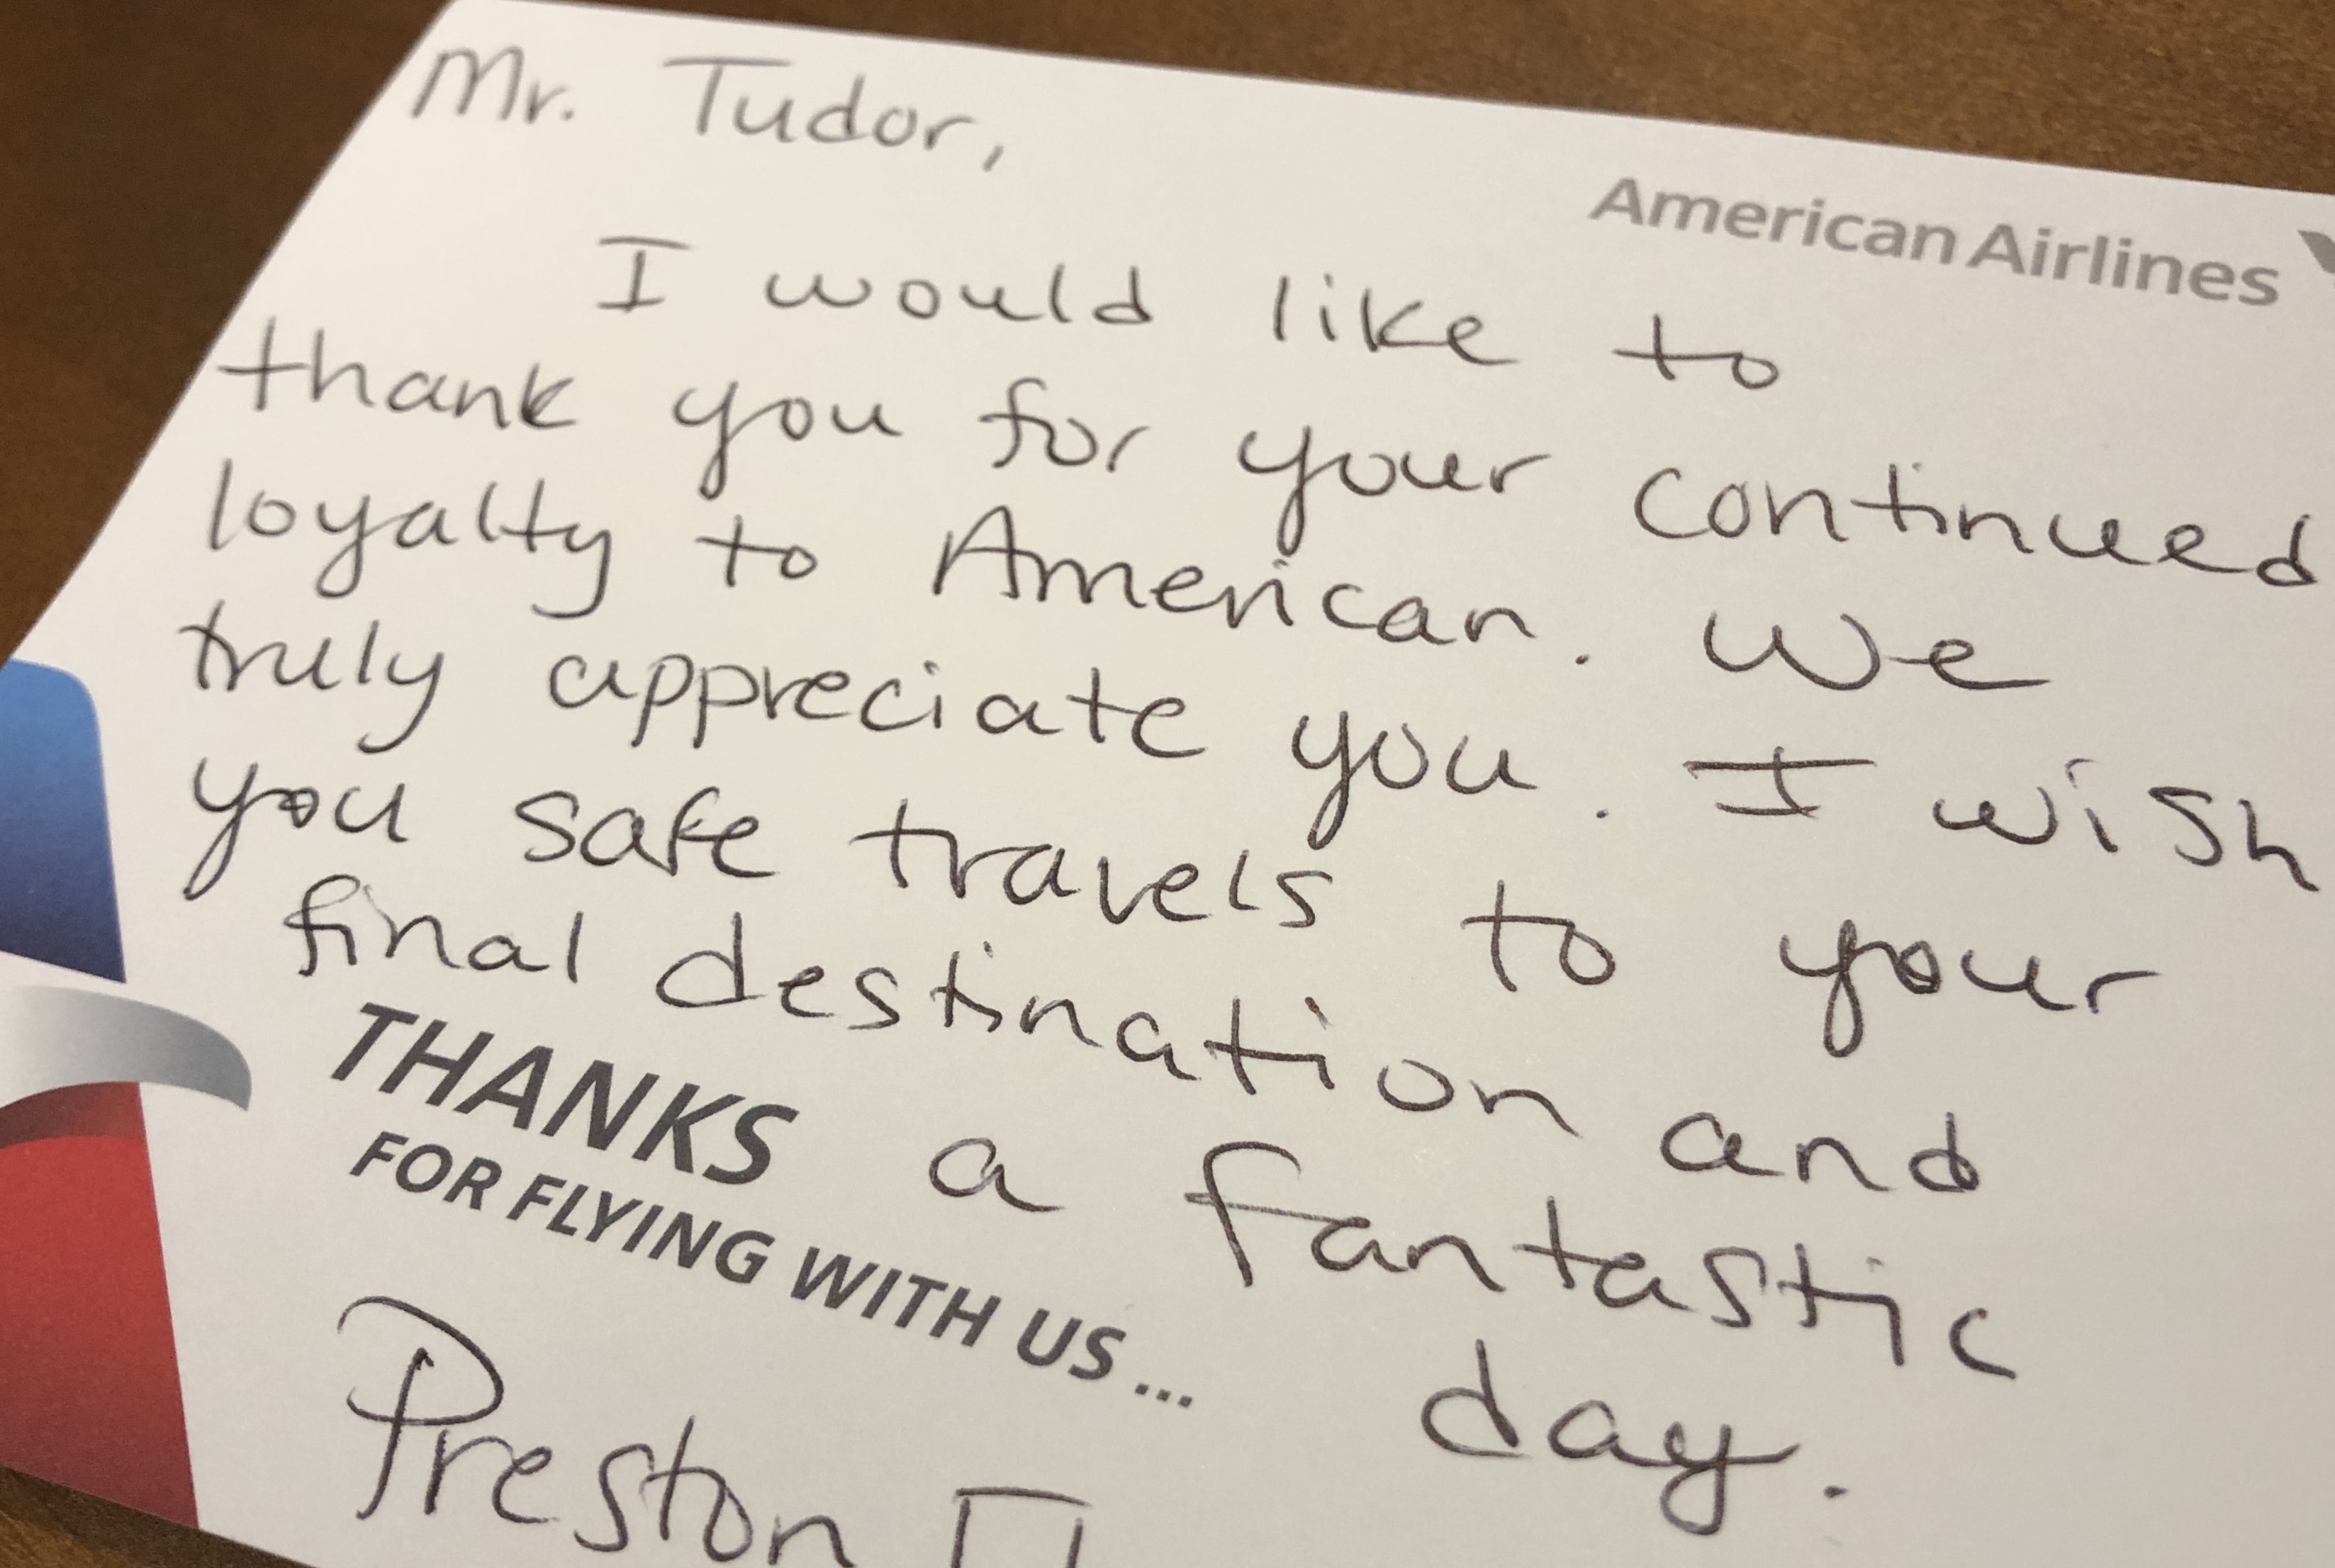 Mr. Tudor,
American Airlines
I would like to
thank you for your continued
loyalty to American. We
truly appreciate you. I wish
you safe travels to your
final destination and
THANKS
a fantastic
FOR FLYING WITH US...
day.
Preston